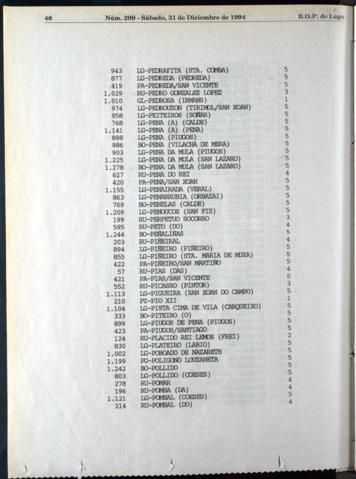 48 Núm. 299 - Sábado, 31 de Diciembre de 1994 B.O.P. de Lugo
943 LG-PEDRAFITA (STA. COMBA) 5
877 LG-PEDREDA (PEDREDA) 5
419 PA-PEDREDA/SAN VICENTE 5
1.029 RU-PEDRO GONZALEZ LOPEZ 3
1.010 GL-PEDROSA (IRMANS) 1
974 LG-PEDROUZON (TIRIMOL/SAN XOAN) 5
958 LG-PEITEIROS (SOÑAR) 5
768 LG-PENA (A) (CALDE) 5
1.141 LG-PENA (A) (PENA) 5
898 LG-PENA (PIUGOS) 5
986 BO-PENA (VILACHA DE MERA) 5
903 LG-PENA DA MULA (PIUGOS) 5
1.225 LG-PENA DA MULA (SAN LAZARO) 5
1.278 BO-PENA DA MULA (SAN LAZARO) 5
627 RU-PENA DO REI 4
420 PA-PENA/SAN XOAN 5
1.155 LG-PENAIRADA (VERAL) 5
863 LG-PENARRUBIA (ORBAZAI) 5
769 BO-PENELAS (CALDE) 5
1.209 LG-PENOUCOS (SAN FIZ) 5
199 RU-PERPETUO SOCORRO 3
595 RU-PETO (DO) 4
1.244 BO-PEÑALIÑAS 5
203 RU-PIÑEIRAL 4
894 LG-PIÑEIRO (PIÑEIRO) 5
855 LG-PIÑEIRO (STA. MARIA DE MUXA) 5
422 PA-PIÑEIRO/SAN MARTIÑO 5
57 RU-PIAS (DAS) 4
421 PA-PIAS/SAN VICENTE 5
552 RU-PICASSO (PINTOR) 3
1.113 LG-PIGUEIRA (SAN XOAN DO CAMPO) 5
210 PT-PIO XII 1
1.104 LG-PISTA CIMA DE VILA (CARQUEIXO) 5
333 BO-PITEIRO (O) 5
899 LG-PIUGOS DE PENA (PIUGOS) 5
423 PA-PIUGOS/SANTIAGO 5
124 RU-PLACIDO REI LEMOS (FREI) 2
830 LG-PLATEIRO (LABIO) 5
1.002 LG-POBOADO DE NAZARETH 5
1.199 PG-POLIGONO LOUZANETA 5
1.242 BO-POLLIDO 5
803 LG-POLLIDO (COESES) 5
278 RU-POMAR 4
196 RU-POMBA (DA) 4
1.121 LG-POMBAL (COESES) 5
214 RU-POMBAL (DO) 4